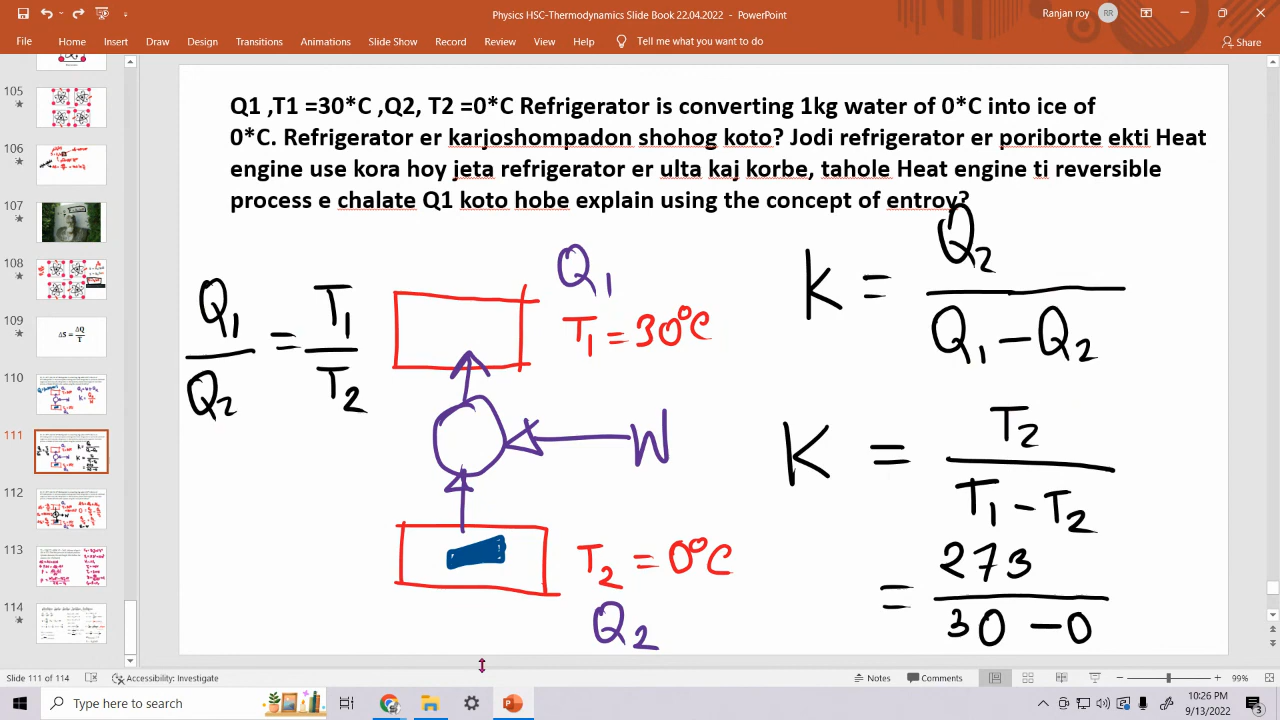 Physics HSC-Thermodynamics Slide Book 22.04.2022 - PowerPoint
Ranjan roy
RR
File Home Insert Draw Design Transitions Animations Slide Show Record Review View Help Tell me what you to do
Share
105
106
107
108
109
ΔS = ΔQ / T
110
111
112
113
114
Q1 ,T1 =30*C ,Q2, T2 =0*C Refrigerator is converting 1kg water of 0*C into ice of
0*C. Refrigerator er karjoshompadon shohog koto? Jodi refrigerator er poriborte ekti Heat
engine use kora hoy jeta refrigerator er ulta kaj korbe, tahole Heat engine ti reversible
process e chalate Q1 koto hobe explain using the concept of entroy?
Q1 / Q2 = T1 / T2
Q1
T1 = 30°C
W
T2 = 0°C
Q2
K = Q2 / Q1 - Q2
K = T2 / T1 - T2
= 273 / 30 - 0
Slide 111 of 114
Accessibility: Investigate
Notes
Comments
99%
Type here to search
10:26 PM
9/13/2022
3